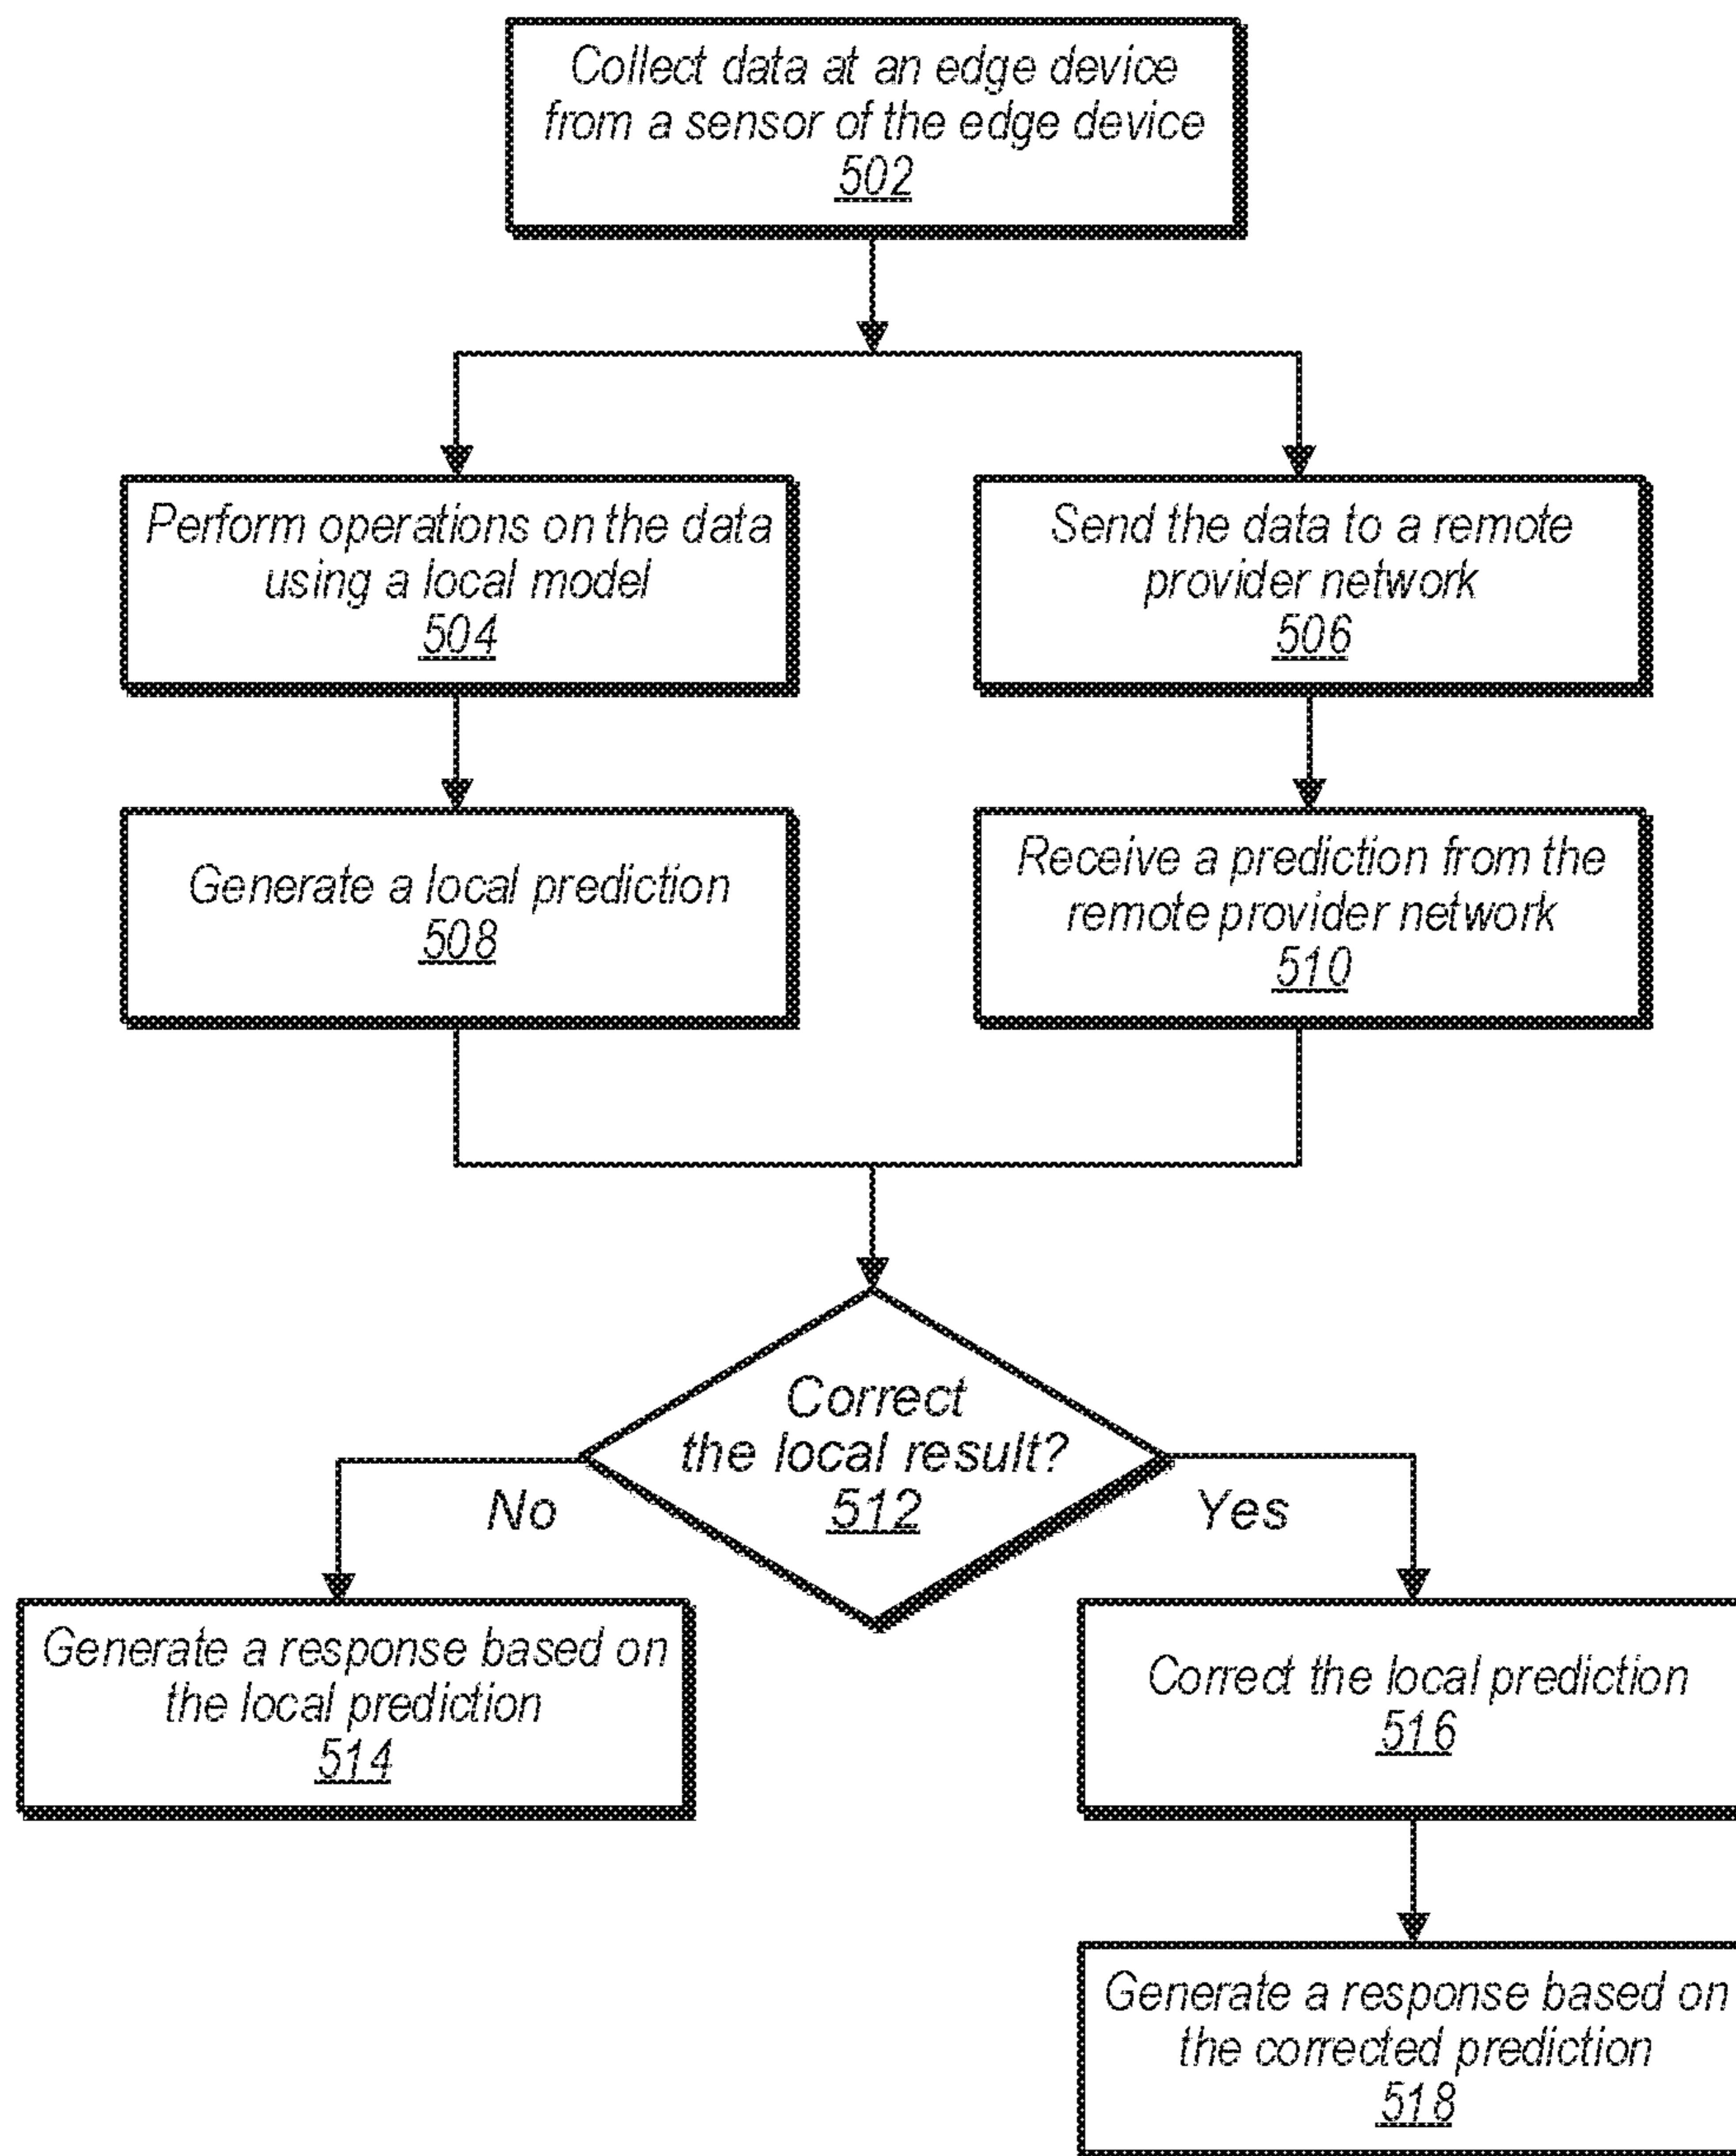 Collect data at an edge device
from a sensor of the edge device
502
Perform operations on the data
using a local model
504
Send the data to a remote
provider network
506
Generate a local prediction
508
Receive a prediction from the
remote provider network
510
Correct
the local result?
512
No
Yes
Generate a response based on
the local prediction
514
Correct the local prediction
516
Generate a response based on
the corrected prediction
518